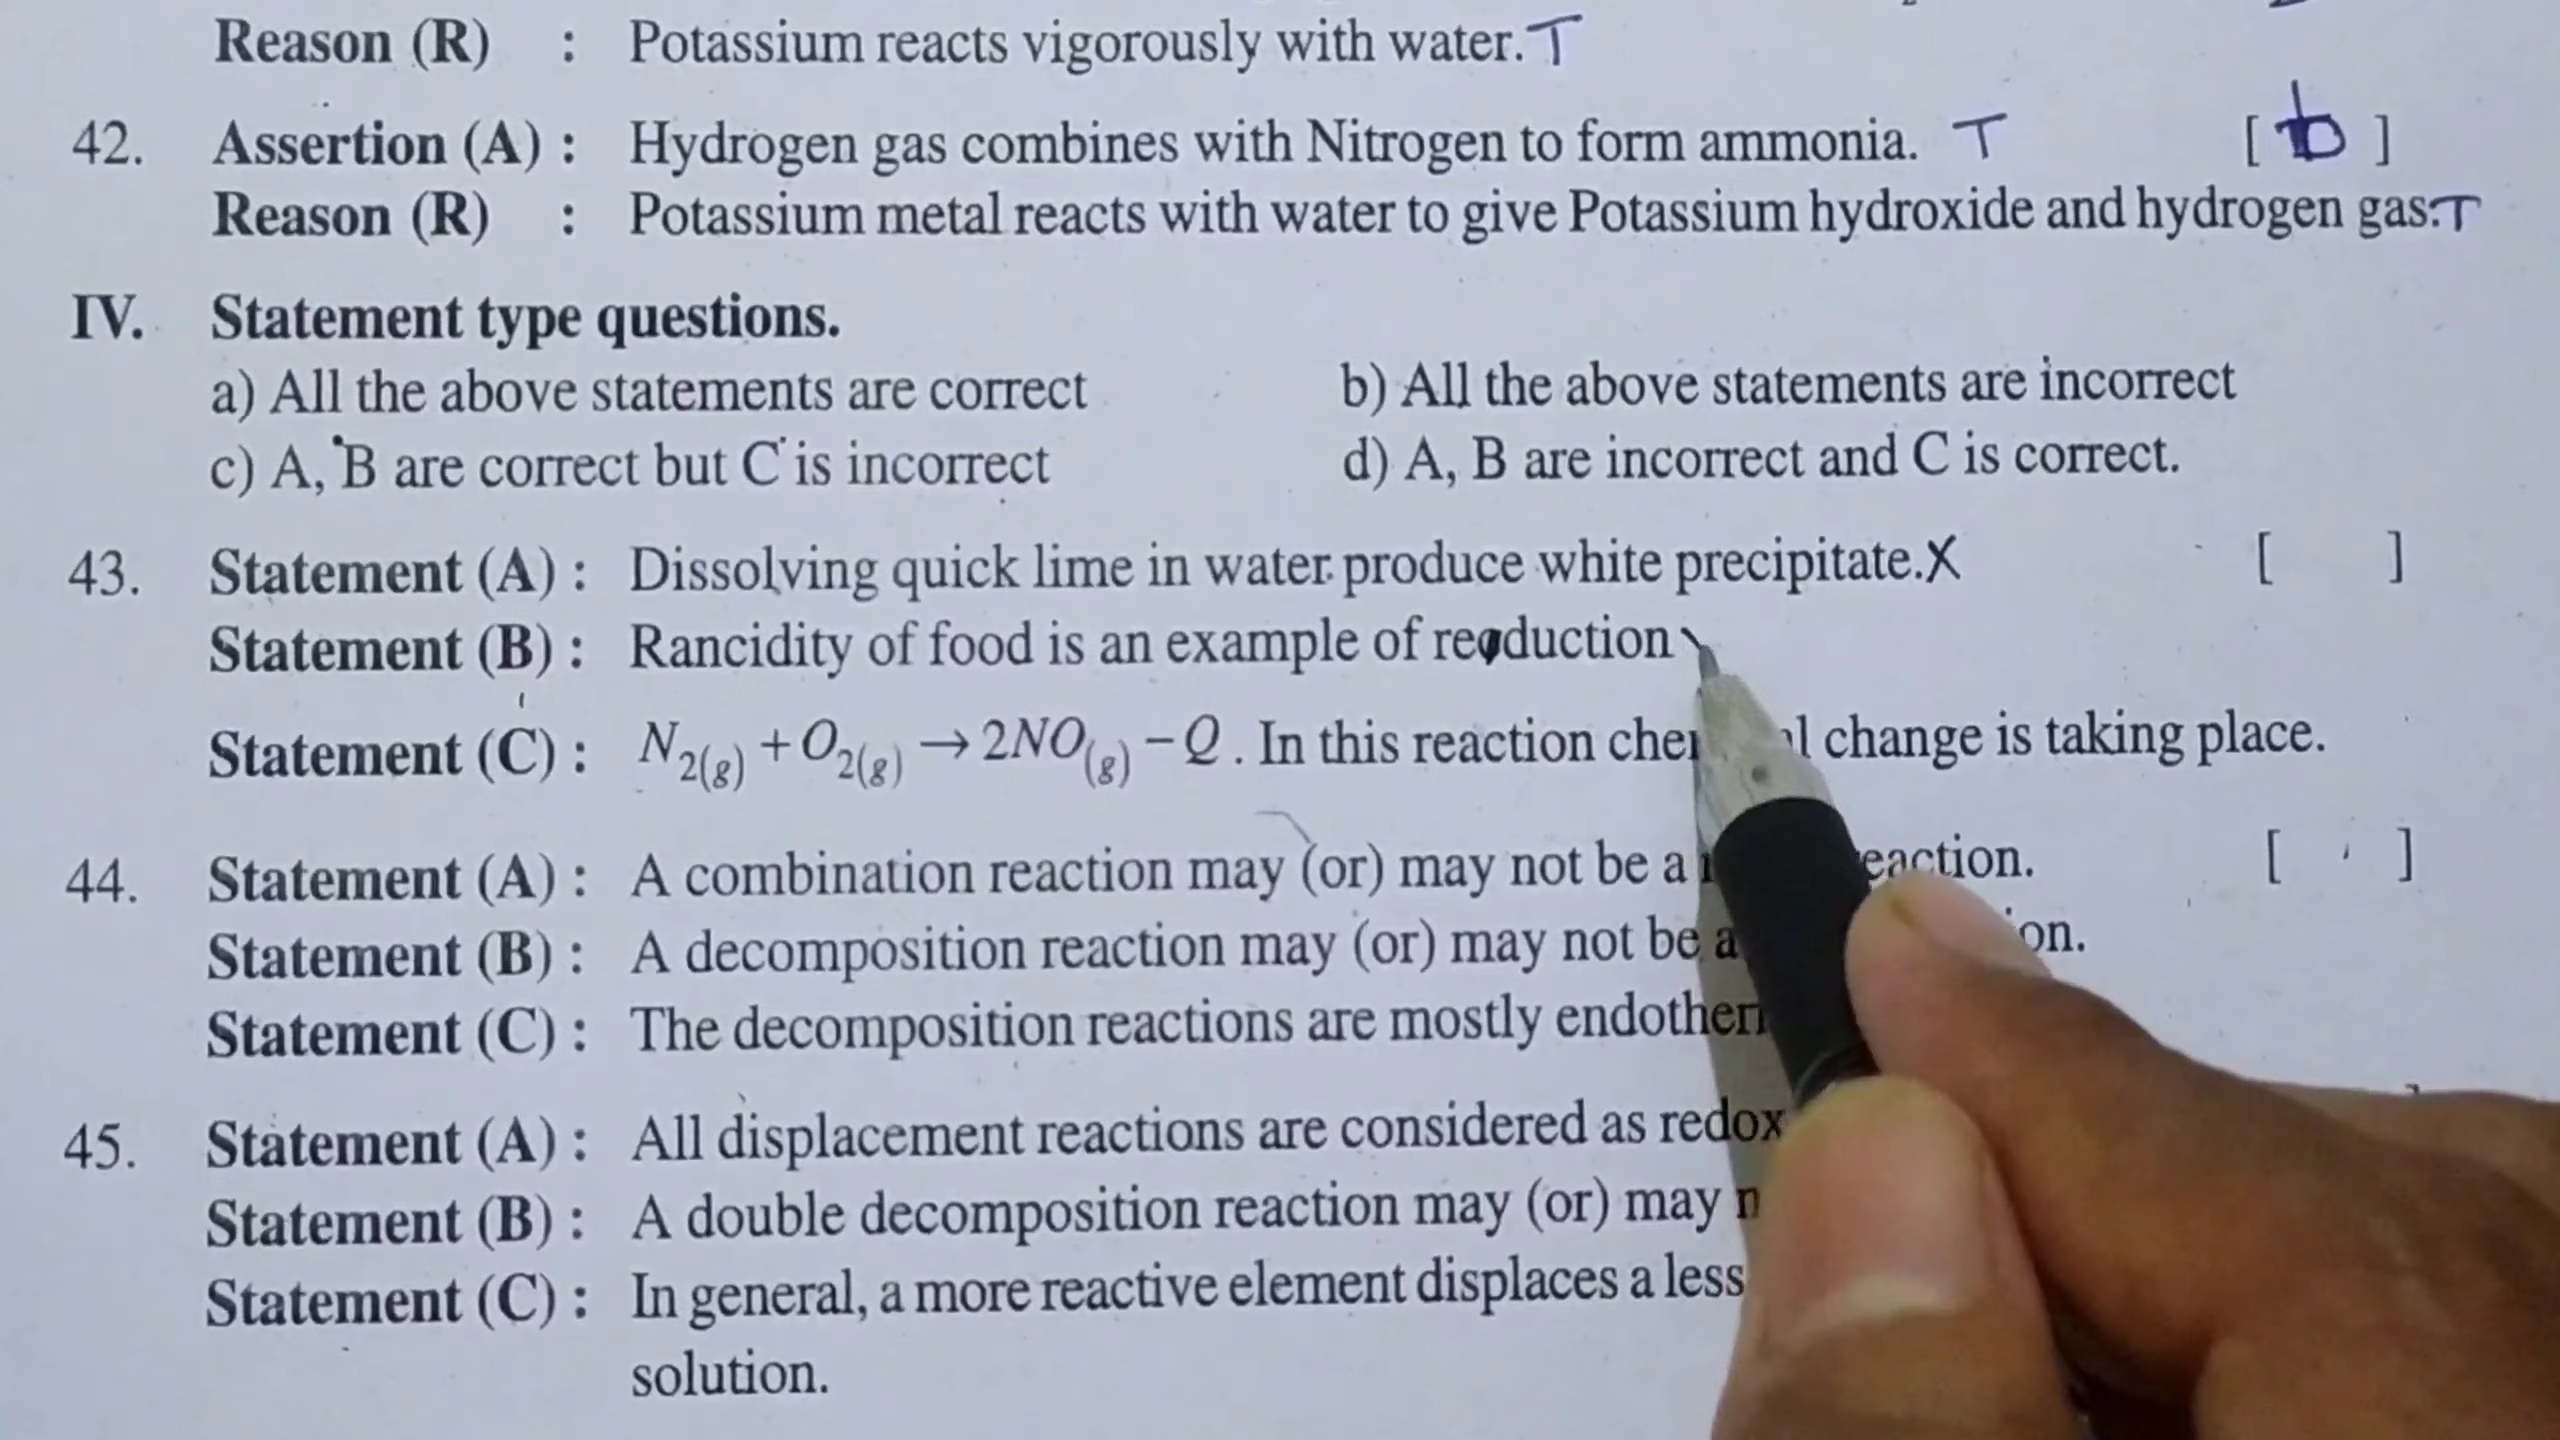 Reason (R) : Potassium reacts vigorously with water. T
42. Assertion (A) : Hydrogen gas combines with Nitrogen to form ammonia. T [ b ]
Reason (R) : Potassium metal reacts with water to give Potassium hydroxide and hydrogen gas. T
IV. Statement type questions.
a) All the above statements are correct b) All the above statements are incorrect
c) A, B are correct but C is incorrect d) A, B are incorrect and C is correct.
43. Statement (A) : Dissolving quick lime in water produce white precipitate. X [ ]
Statement (B) : Rancidity of food is an example of reduction
Statement (C) : N₂(g) + O₂(g) → 2NO(g) – Q . In this reaction change is taking place.
44. Statement (A) : A combination reaction may (or) may not be a reaction. [ ]
Statement (B) : A decomposition reaction may (or) may not be a
Statement (C) : The decomposition reactions are mostly
45. Statement (A) : All displacement reactions are considered as redox
Statement (B) : A double decomposition reaction may (or) may
Statement (C) : In general, a more reactive element displaces a less
solution.